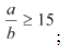 a/b ≥ 15 ;